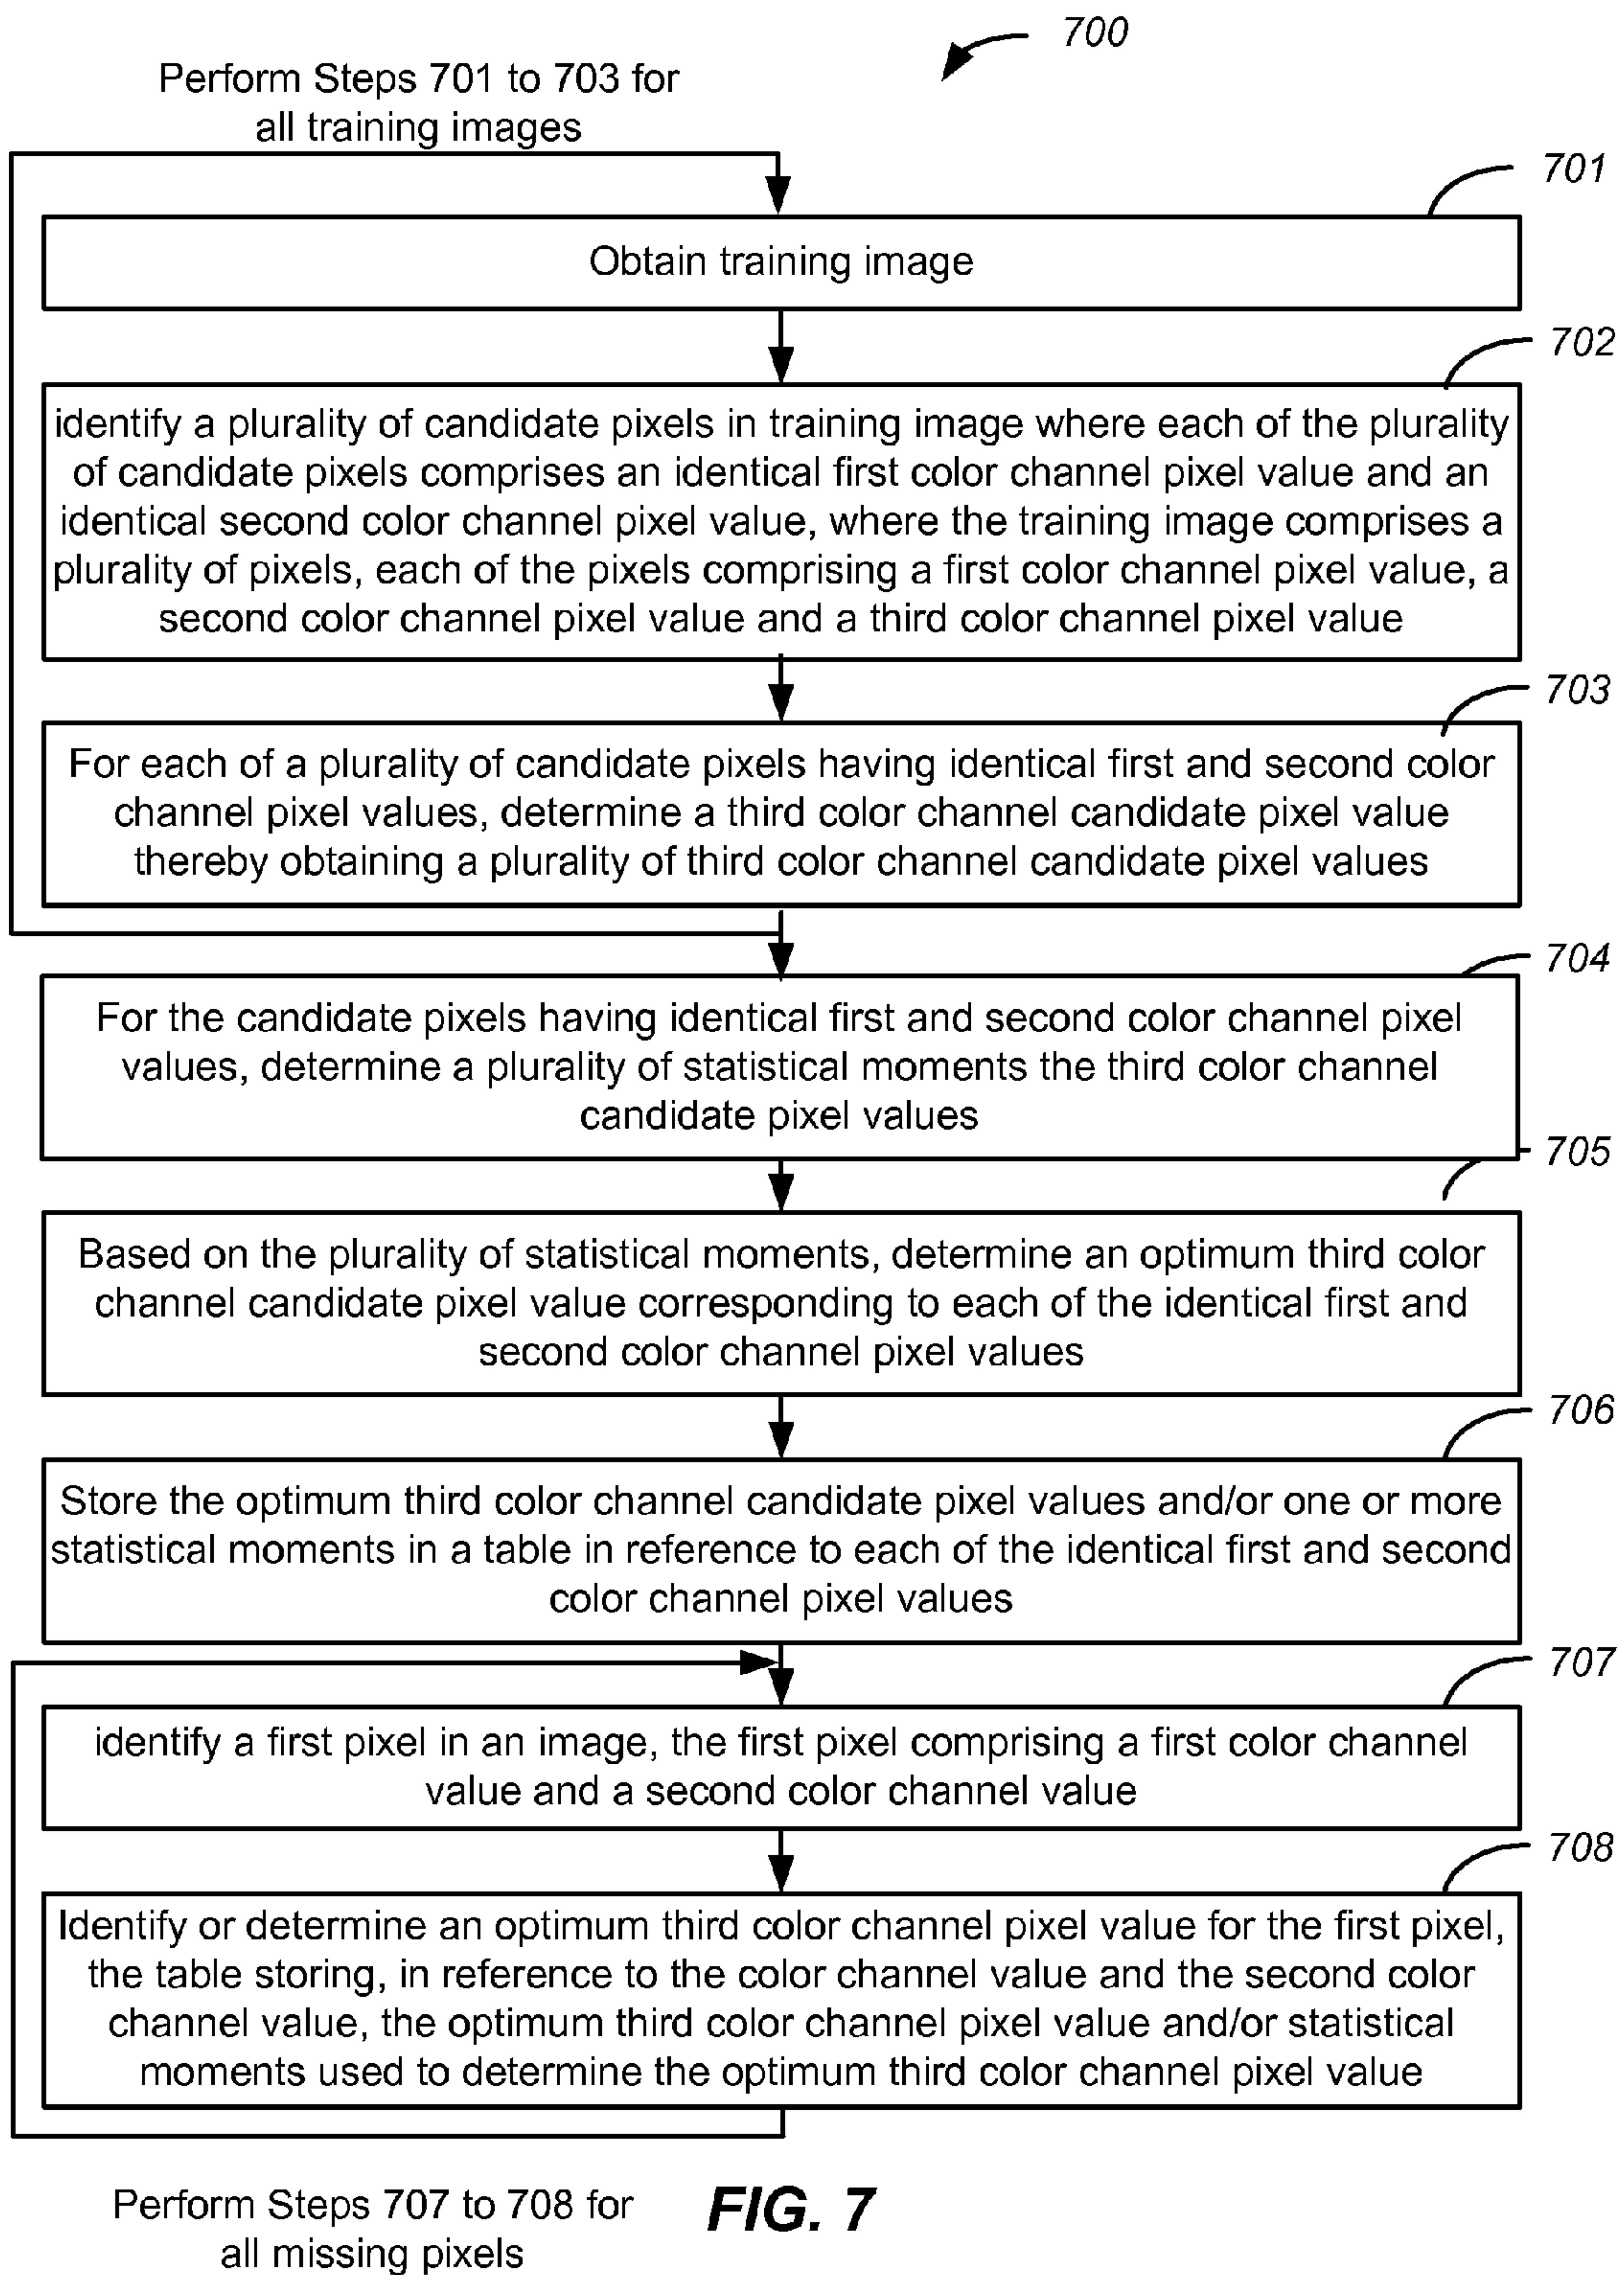 700
Perform Steps 701 to 703 for
all training images
701
Obtain training image
702
identify a plurality of candidate pixels in training image where each of the plurality
of candidate pixels comprises an identical first color channel pixel value and an
identical second color channel pixel value, where the training image comprises a
plurality of pixels, each of the pixels comprising a first color channel pixel value, a
second color channel pixel value and a third color channel pixel value
703
For each of a plurality of candidate pixels having identical first and second color
channel pixel values, determine a third color channel candidate pixel value
thereby obtaining a plurality of third color channel candidate pixel values
704
For the candidate pixels having identical first and second color channel pixel
values, determine a plurality of statistical moments the third color channel
candidate pixel values
705
Based on the plurality of statistical moments, determine an optimum third color
channel candidate pixel value corresponding to each of the identical first and
second color channel pixel values
706
Store the optimum third color channel candidate pixel values and/or one or more
statistical moments in a table in reference to each of the identical first and second
color channel pixel values
707
identify a first pixel in an image, the first pixel comprising a first color channel
value and a second color channel value
708
Identify or determine an optimum third color channel pixel value for the first pixel,
the table storing, in reference to the color channel value and the second color
channel value, the optimum third color channel pixel value and/or statistical
moments used to determine the optimum third color channel pixel value
Perform Steps 707 to 708 for
all missing pixels
FIG. 7